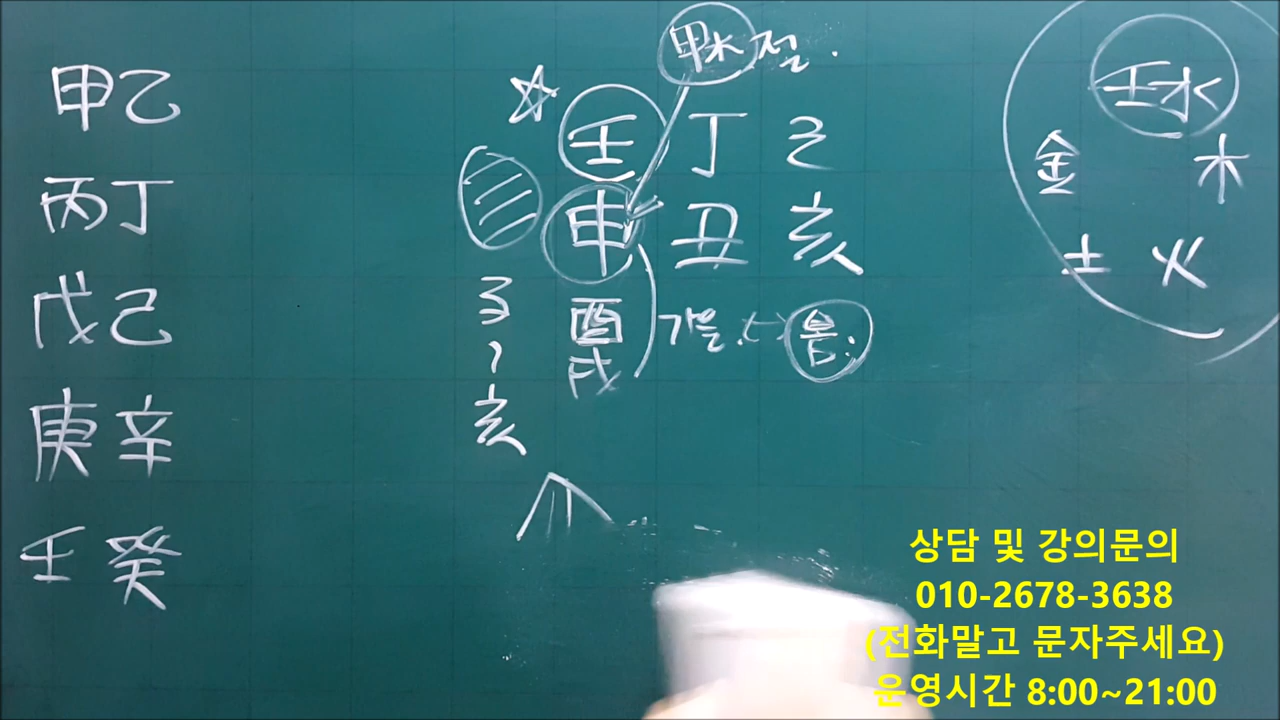 甲乙
丙丁
戊己
庚辛
壬癸
甲木 절.
壬 丁 己
申 丑 亥
酉 가을. ↔ 봄.
戌
亥
壬水
金 木
土 火
상담 및 강의문의
010-2678-3638
(전화말고 문자주세요)
운영시간 8:00~21:00